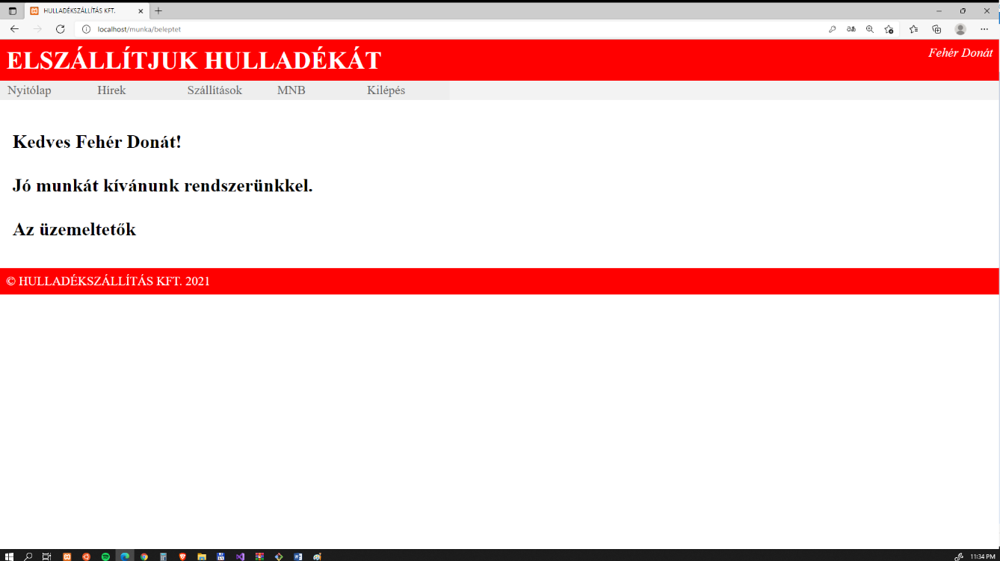 HULLADÉKSZÁLLÍTÁS KFT.
localhost/munka/beleptet
ELSZÁLLÍTJUK HULLADÉKÁT
Fehér Donát
Nyitólap Hírek Szállítások MNB Kilépés
Kedves Fehér Donát!
Jó munkát kívánunk rendszerünkkel.
Az üzemeltetők
© HULLADÉKSZÁLLÍTÁS KFT. 2021
11:34 PM